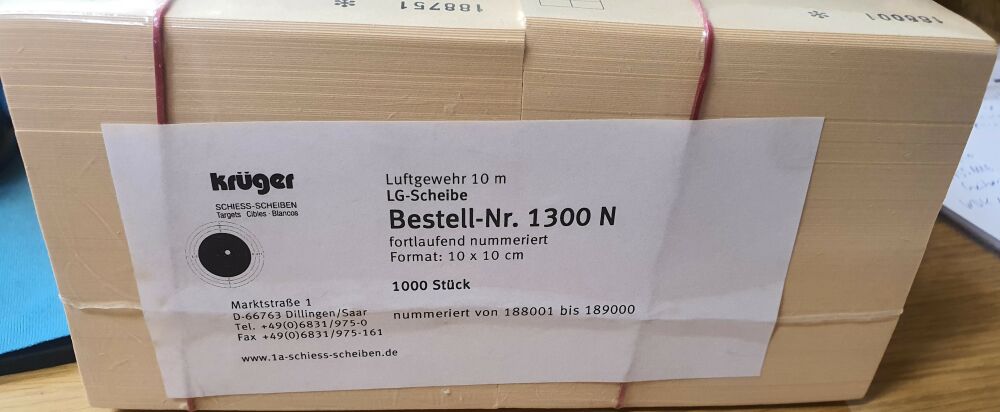 188751 *
* 188001
krüger
SCHIESS-SCHEIBEN
Targets Cibles · Blancos
Marktstraße 1
D-66763 Dillingen/Saar
Tel. +49(0)6831/975-0
Fax +49(0)6831/975-161
www.1a-schiess-scheiben.de
Luftgewehr 10 m
LG-Scheibe
Bestell-Nr. 1300 N
fortlaufend nummeriert
Format: 10 x 10 cm
1000 Stück
nummeriert von 188001 bis 189000